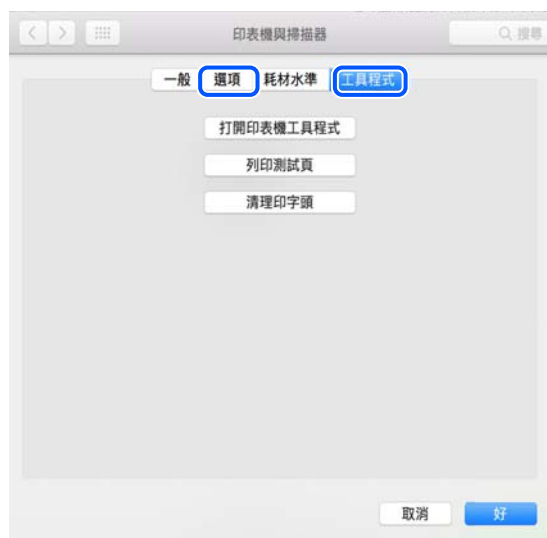 印表機與掃描器 搜尋
一般 選項 耗材水準 工具程式
打開印表機工具程式
列印測試頁
清理印字頭
取消 好